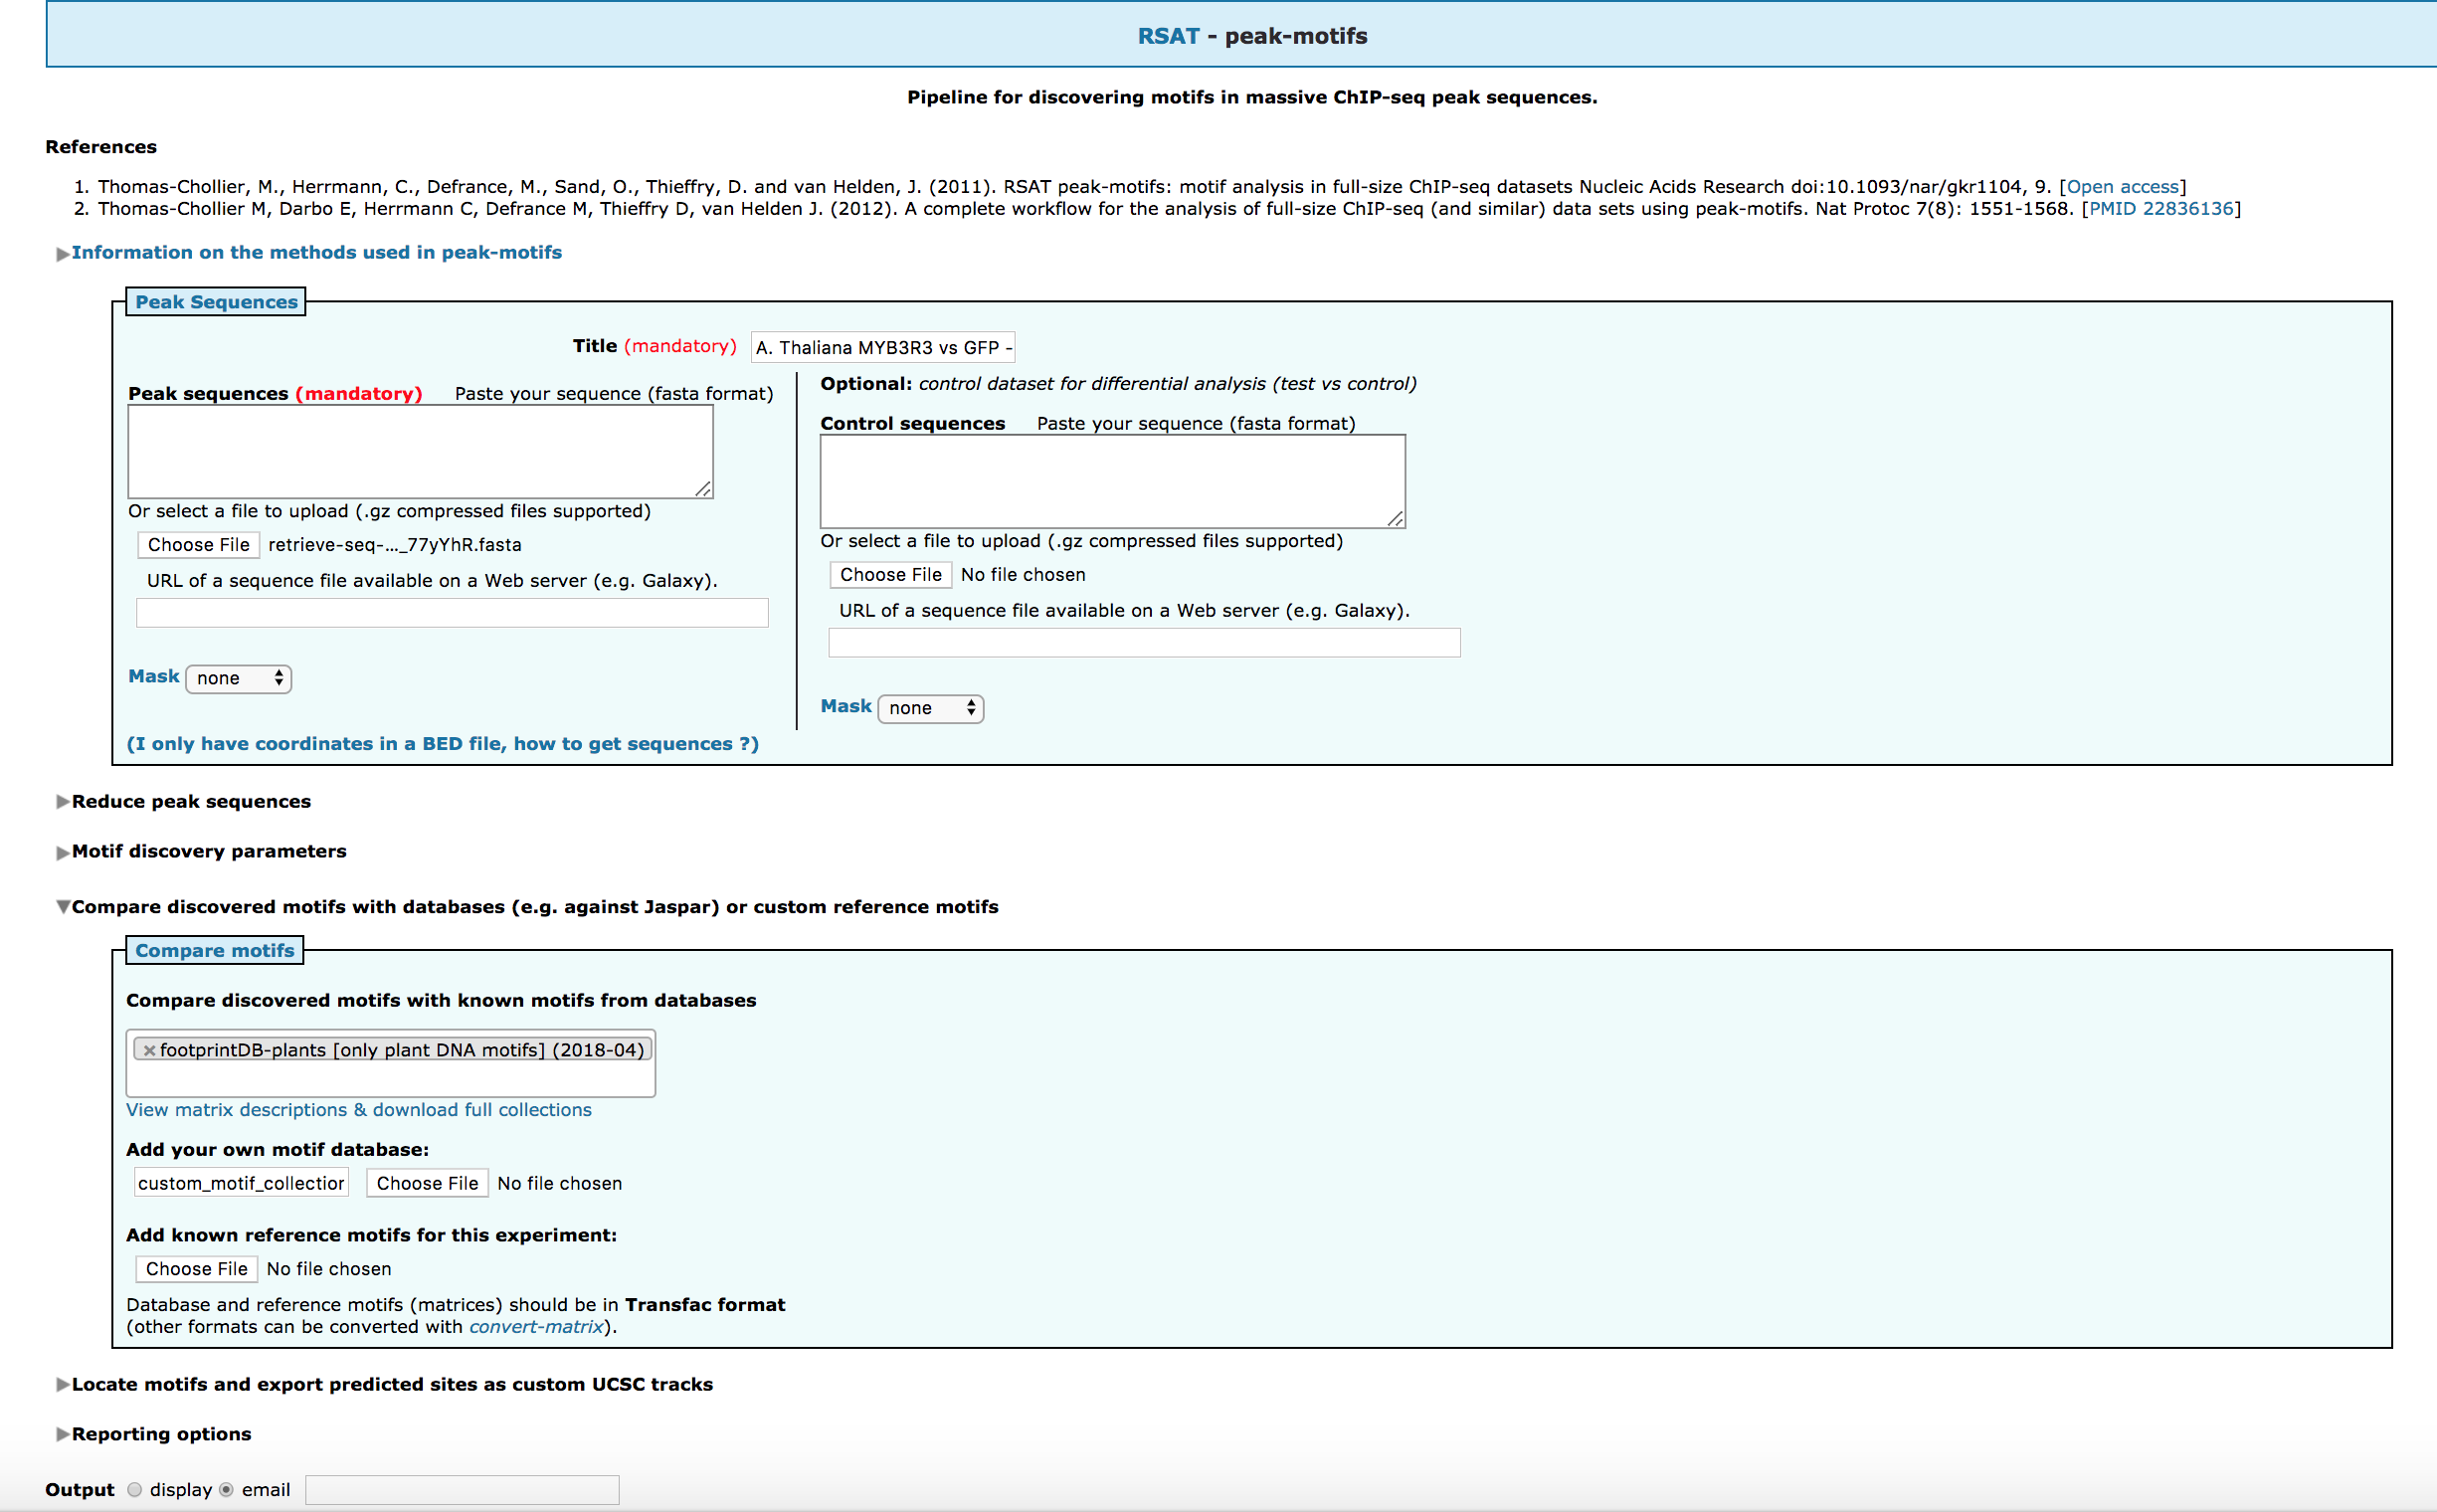 RSAT - peak-motifs
Pipeline for discovering motifs in massive ChIP-seq peak sequences.
References
1. Thomas-Chollier, M., Herrmann, C., Defrance, M., Sand, O., Thieffry, D. and van Helden, J. (2011). RSAT peak-motifs: motif analysis in full-size ChIP-seq datasets Nucleic Acids Research doi:10.1093/nar/gkr1104, 9. [Open access]
2. Thomas-Chollier M, Darbo E, Herrmann C, Defrance M, Thieffry D, van Helden J. (2012). A complete workflow for the analysis of full-size ChIP-seq (and similar) data sets using peak-motifs. Nat Protoc 7(8): 1551-1568. [PMID 22836136]
Information on the methods used in peak-motifs
Peak Sequences
Title (mandatory) A. Thaliana MYB3R3 vs GFP -
Peak sequences (mandatory) Paste your sequence (fasta format)
Or select a file to upload (.gz compressed files supported)
Choose File retrieve-seq-..._77yYhR.fasta
URL of a sequence file available on a Web server (e.g. Galaxy).
Mask none
Optional: control dataset for differential analysis (test vs control)
Control sequences Paste your sequence (fasta format)
Or select a file to upload (.gz compressed files supported)
Choose File No file chosen
URL of a sequence file available on a Web server (e.g. Galaxy).
Mask none
(I only have coordinates in a BED file, how to get sequences ?)
Reduce peak sequences
Motif discovery parameters
Compare discovered motifs with databases (e.g. against Jaspar) or custom reference motifs
Compare motifs
Compare discovered motifs with known motifs from databases
×footprintDB-plants [only plant DNA motifs] (2018-04)
View matrix descriptions & download full collections
Add your own motif database:
custom_motif_collection Choose File No file chosen
Add known reference motifs for this experiment:
Choose File No file chosen
Database and reference motifs (matrices) should be in Transfac format
(other formats can be converted with convert-matrix).
Locate motifs and export predicted sites as custom UCSC tracks
Reporting options
Output display email